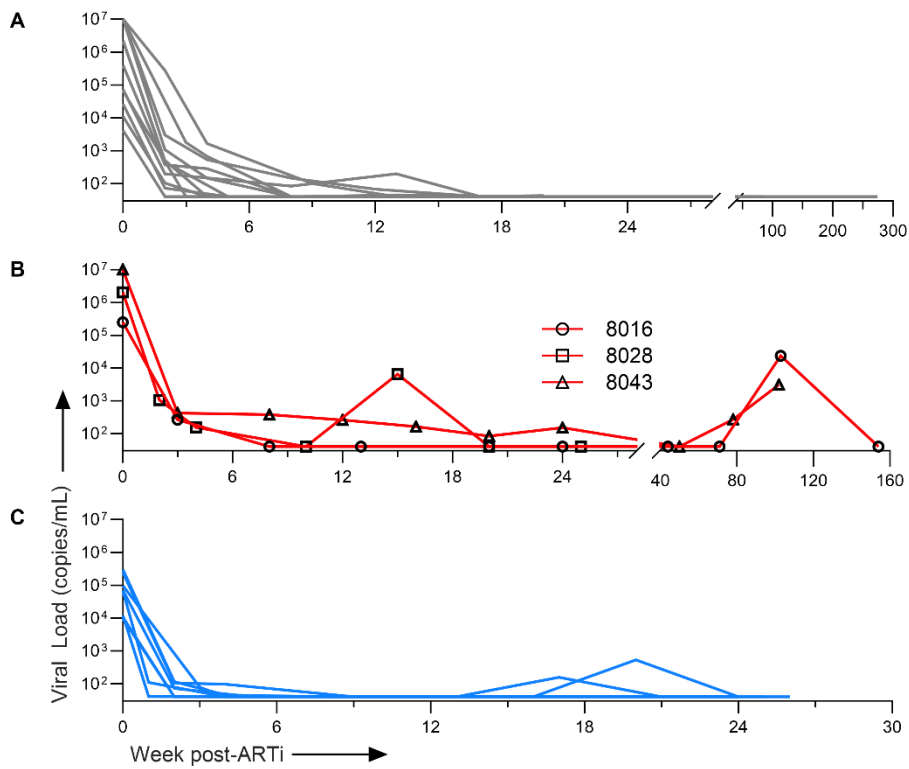 A
10⁷
10⁶
10⁵
10⁴
10³
10²
0 6 12 18 24 100 200 300
B
10⁷
10⁶
10⁵
10⁴
10³
10²
8016
8028
8043
0 6 12 18 24 40 80 120 160
C
Viral Load (copies/mL)
10⁷
10⁶
10⁵
10⁴
10³
10²
0 6 12 18 24 30
Week post-ARTi